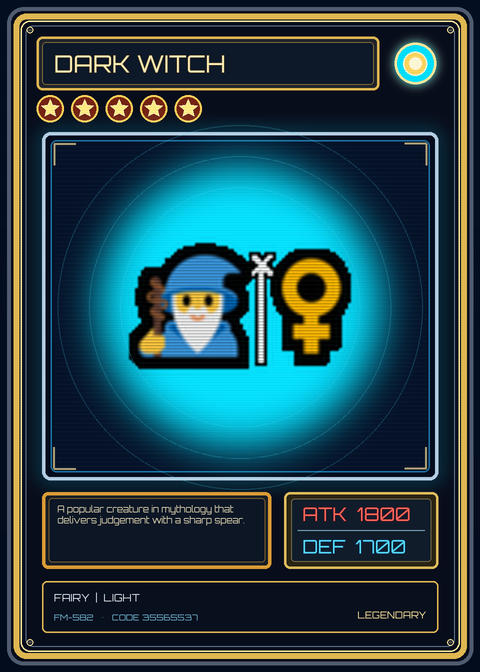 DARK WITCH
A popular creature in mythology that
delivers judgement with a sharp spear.
ATK 1800
DEF 1700
FAIRY | LIGHT
FM-582 · CODE 35565537
LEGENDARY